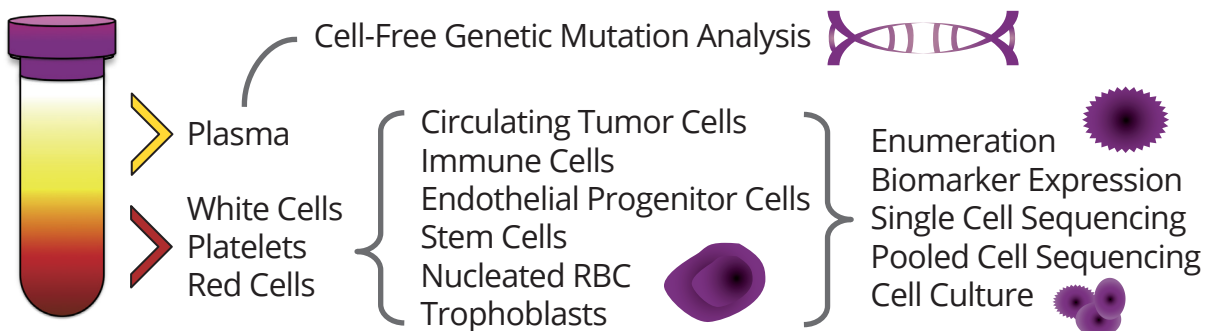 Cell-Free Genetic Mutation Analysis
Plasma
White Cells
Platelets
Red Cells
Circulating Tumor Cells
Immune Cells
Endothelial Progenitor Cells
Stem Cells
Nucleated RBC
Trophoblasts
Enumeration
Biomarker Expression
Single Cell Sequencing
Pooled Cell Sequencing
Cell Culture